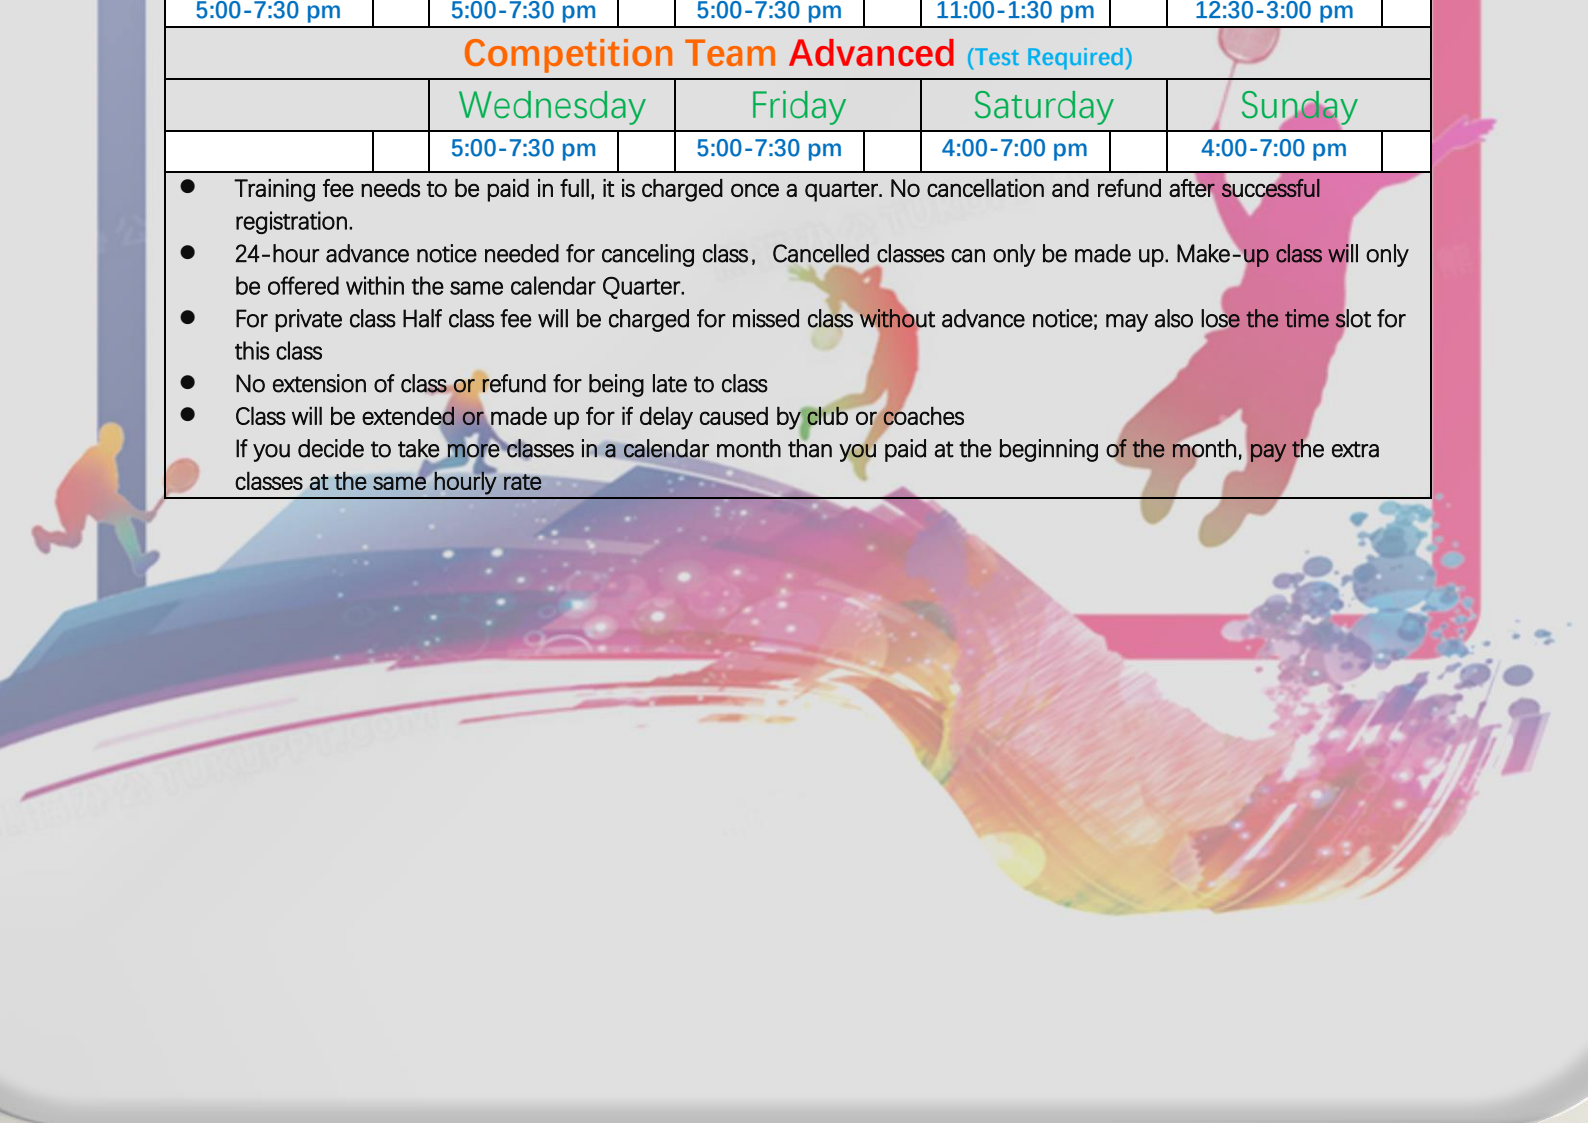 5:00-7:30 pm 5:00-7:30 pm 5:00-7:30 pm 11:00-1:30 pm 12:30-3:00 pm
Competition Team Advanced (Test Required)
Wednesday Friday Saturday Sunday
5:00-7:30 pm 5:00-7:30 pm 4:00-7:00 pm 4:00-7:00 pm
● Training fee needs to be paid in full, it is charged once a quarter. No cancellation and refund after successful
registration.
● 24-hour advance notice needed for canceling class， Cancelled classes can only be made up. Make-up class will only
be offered within the same calendar Quarter.
● For private class Half class fee will be charged for missed class without advance notice; may also lose the time slot for
this class
● No extension of class or refund for being late to class
● Class will be extended or made up for if delay caused by club or coaches
If you decide to take more classes in a calendar month than you paid at the beginning of the month, pay the extra
classes at the same hourly rate